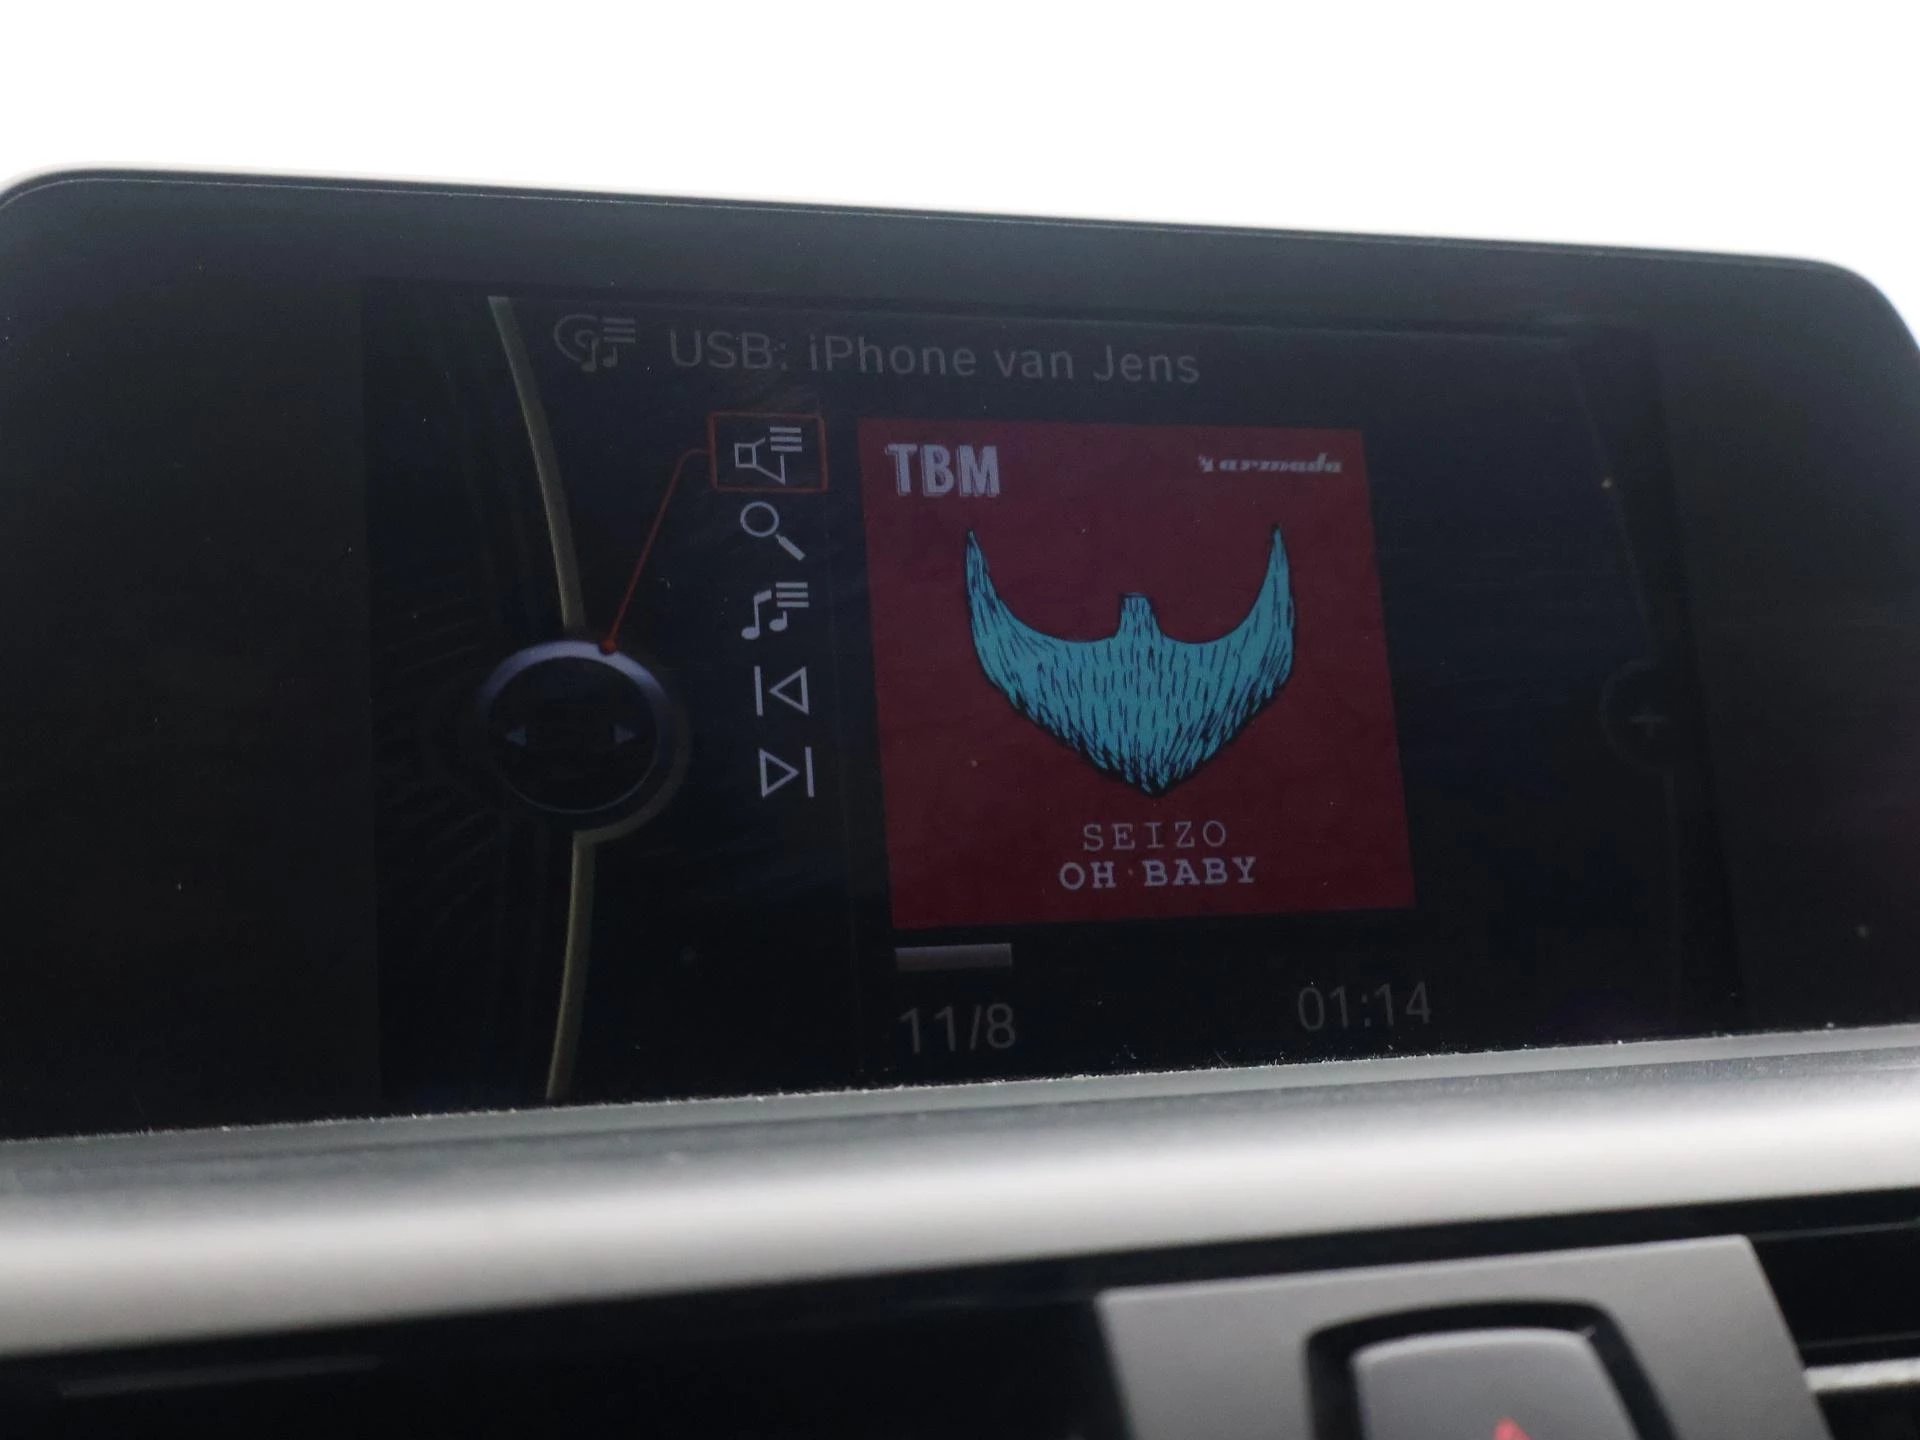 USB: iPhone van Jens
TBM
armada
SEIZO
OH BABY
11/8
01:14